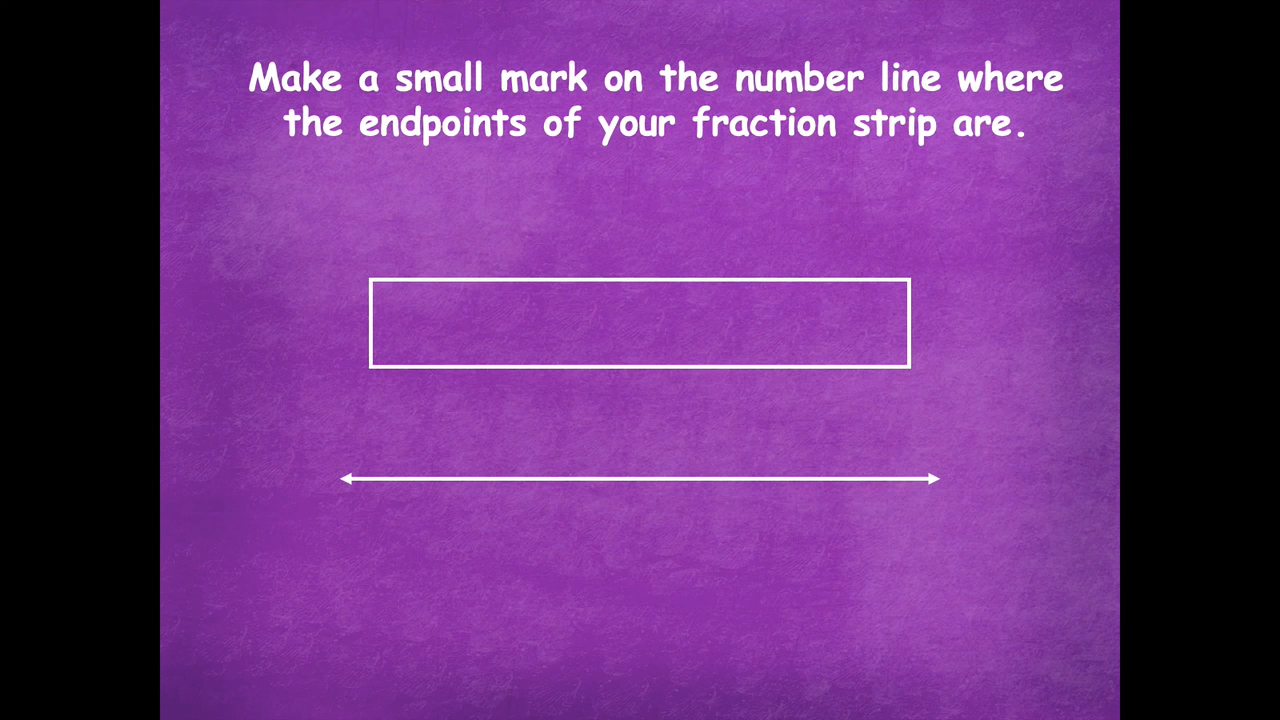 Make a small mark on the number line where
the endpoints of your fraction strip are.